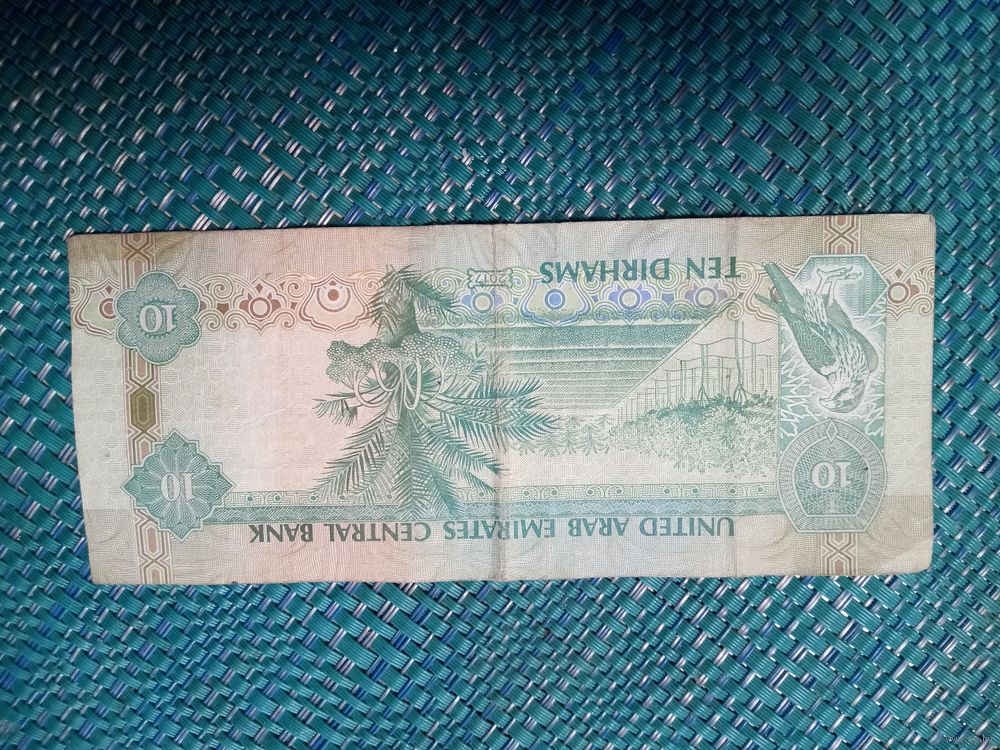 UNITED ARAB EMIRATES CENTRAL BANK
10
10
TEN DIRHAMS
2017
10